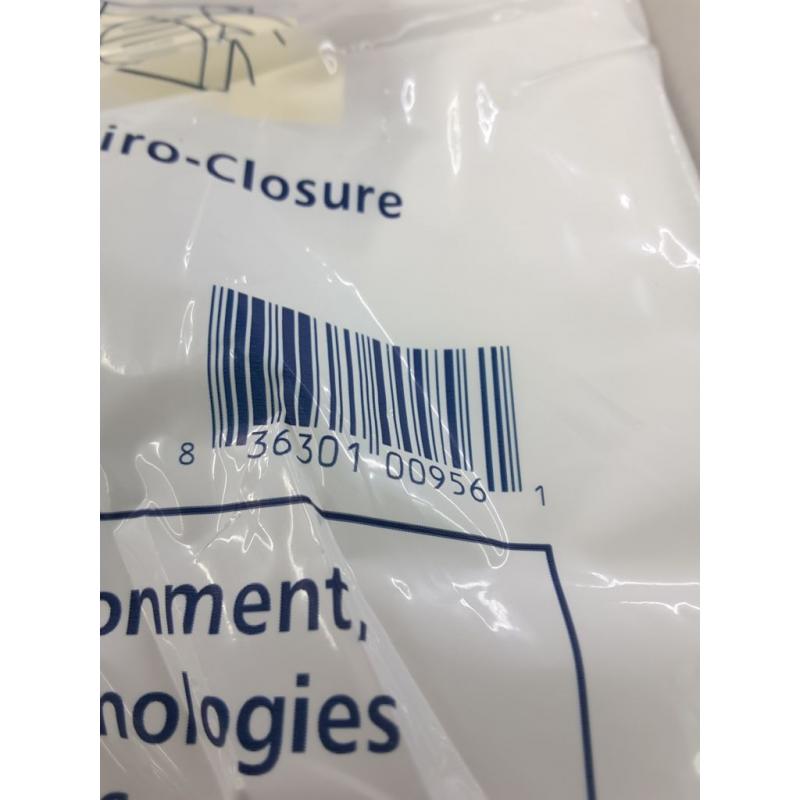 iro-Closure
8 36301 00956 1
onment,
nologies